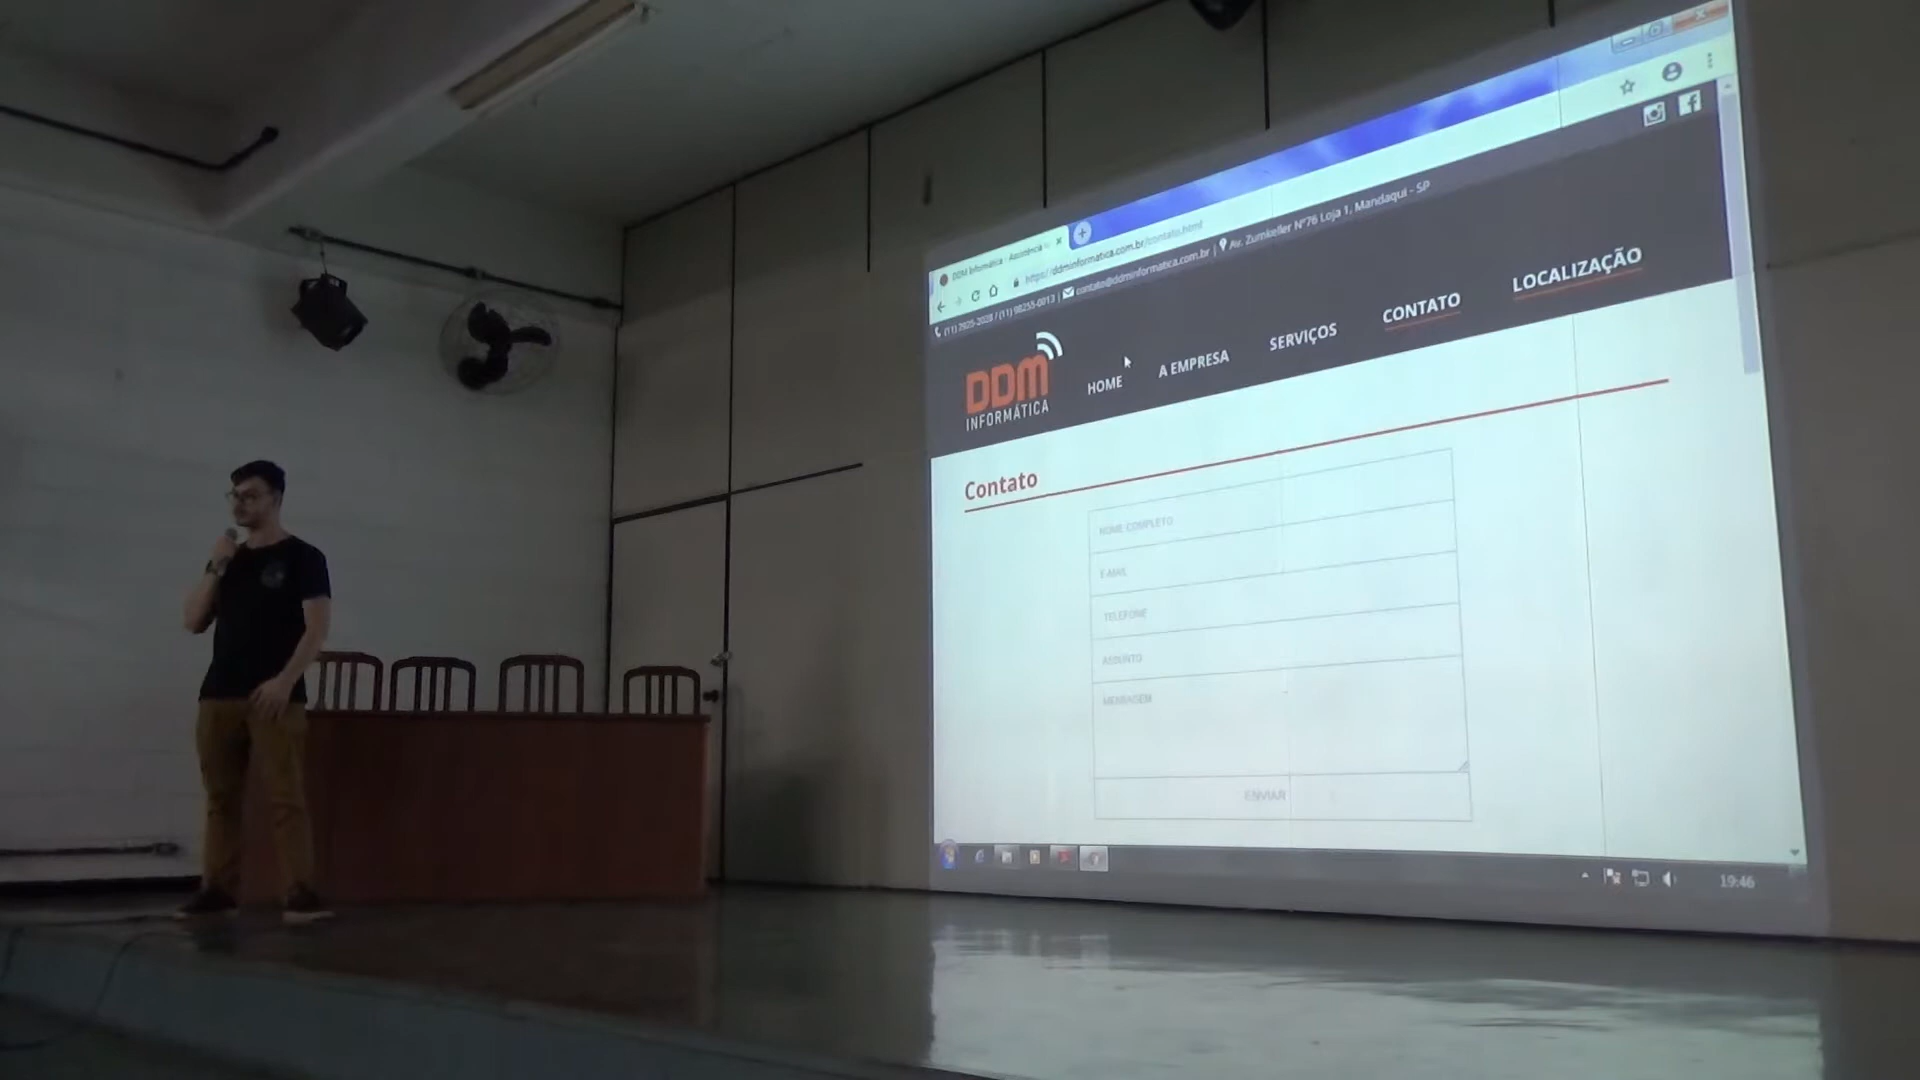 DDM Informática - Assistência
https://ddminformatica.com.br/contato.html
(11) 2925-2028 / (11) 98255-0013 | contato@ddminformatica.com.br | Av. Zumkeller Nº76 Loja 1, Mandaqui - SP
DDM
INFORMÁTICA
HOME
A EMPRESA
SERVIÇOS
CONTATO
LOCALIZAÇÃO
Contato
NOME COMPLETO
E-MAIL
TELEFONE
ASSUNTO
MENSAGEM
ENVIAR
19:46